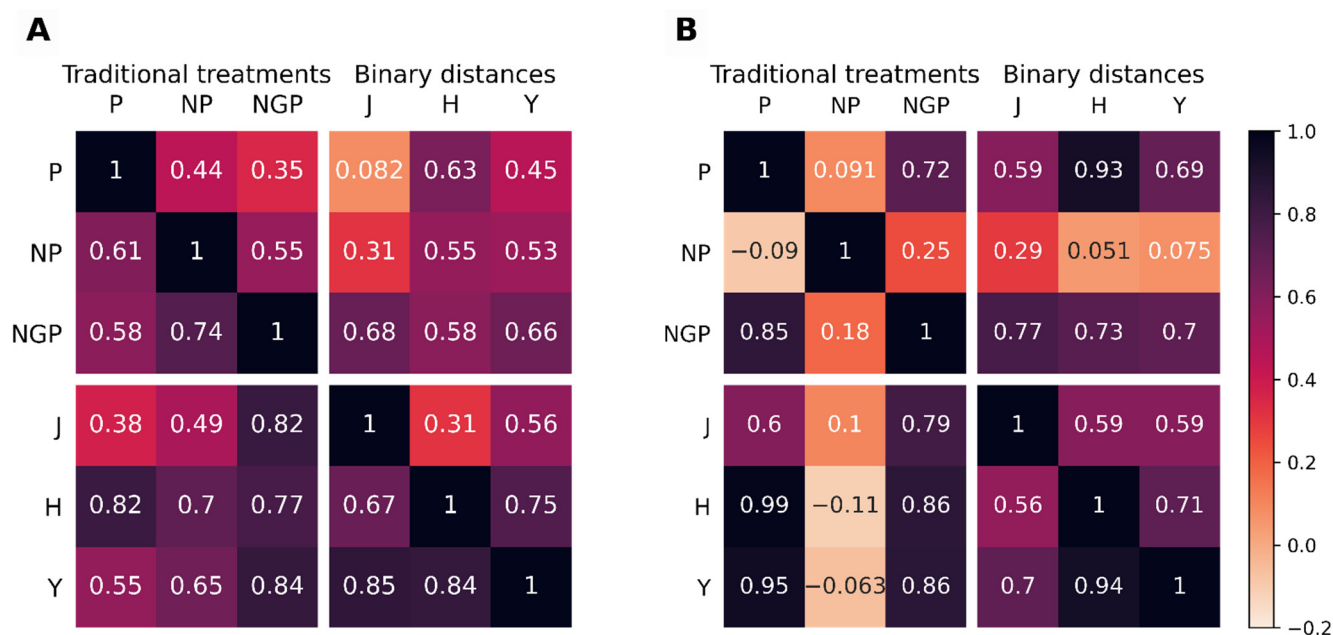 A B
Traditional treatments Binary distances Traditional treatments Binary distances
P NP NGP J H Y P NP NGP J H Y
P 1 0.44 0.35 0.082 0.63 0.45 P 1 0.091 0.72 0.59 0.93 0.69 1.0
NP 0.61 1 0.55 0.31 0.55 0.53 NP −0.09 1 0.25 0.29 0.051 0.075 0.8
NGP 0.58 0.74 1 0.68 0.58 0.66 NGP 0.85 0.18 1 0.77 0.73 0.7 0.6
J 0.38 0.49 0.82 1 0.31 0.56 J 0.6 0.1 0.79 1 0.59 0.59 0.4
H 0.82 0.7 0.77 0.67 1 0.75 H 0.99 −0.11 0.86 0.56 1 0.71 0.2
Y 0.55 0.65 0.84 0.85 0.84 1 Y 0.95 −0.063 0.86 0.7 0.94 1 0.0
−0.2